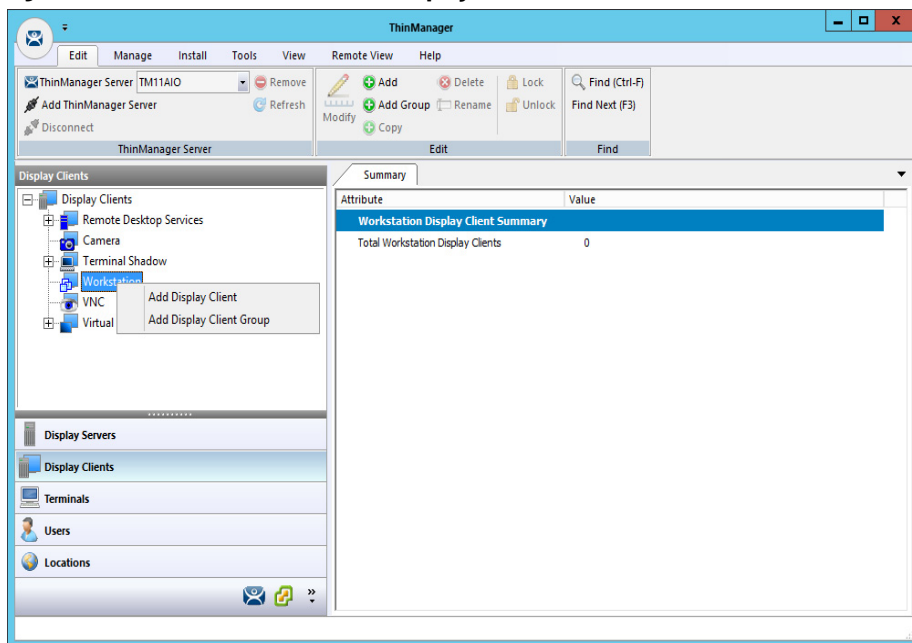 ThinManager
Edit Manage Install Tools View Remote View Help
ThinManager Server TM11AIO Remove
Add ThinManager Server Refresh
Disconnect
ThinManager Server
Modify
Add Delete Lock
Add Group Rename Unlock
Copy
Edit
Find (Ctrl-F)
Find Next (F3)
Find
Display Clients
Display Clients
Remote Desktop Services
Camera
Terminal Shadow
Workstation
VNC
Virtual
Add Display Client
Add Display Client Group
Display Servers
Display Clients
Terminals
Users
Locations
Summary
Attribute Value
Workstation Display Client Summary
Total Workstation Display Clients 0